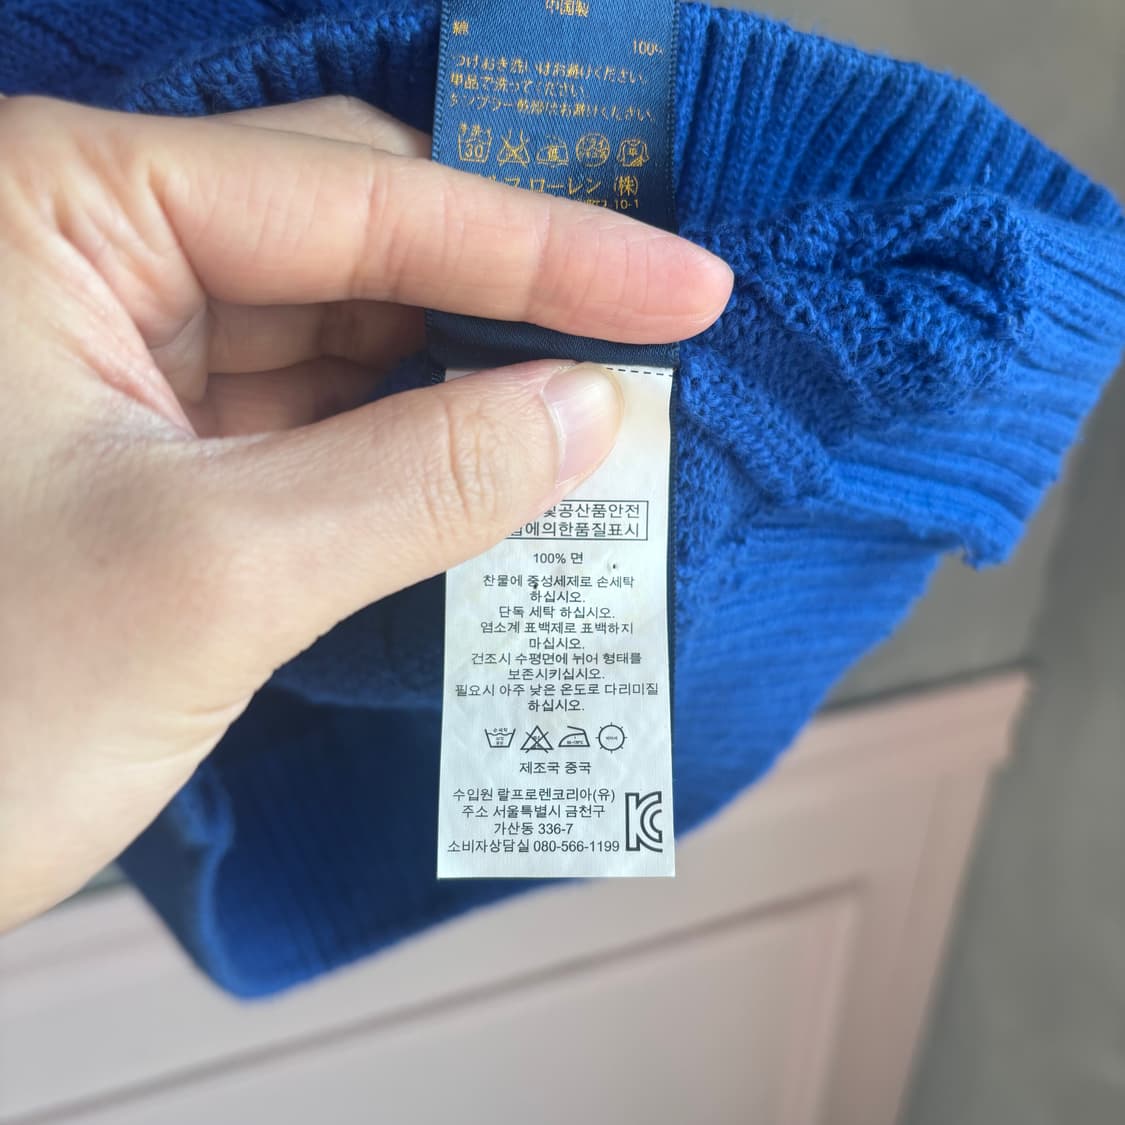 中国製
綿
100%
つけおき洗いはお避けください。
単品で洗ってください
タンブラー乾燥はお避けください。
手洗イ
30
低
平
ローレン (株)
10-1
공산품안전
에의한품질표시
100% 면
찬물에 중성세제로 손세탁
하십시오.
단독 세탁 하십시오.
염소계 표백제로 표백하지
마십시오.
건조시 수평면에 뉘어 형태를
보존시키십시오.
필요시 아주 낮은 온도로 다리미질
하십시오.
제조국 중국
수입원 랄프로렌코리아(유)
주소 서울특별시 금천구
가산동 336-7
소비자상담실 080-566-1199